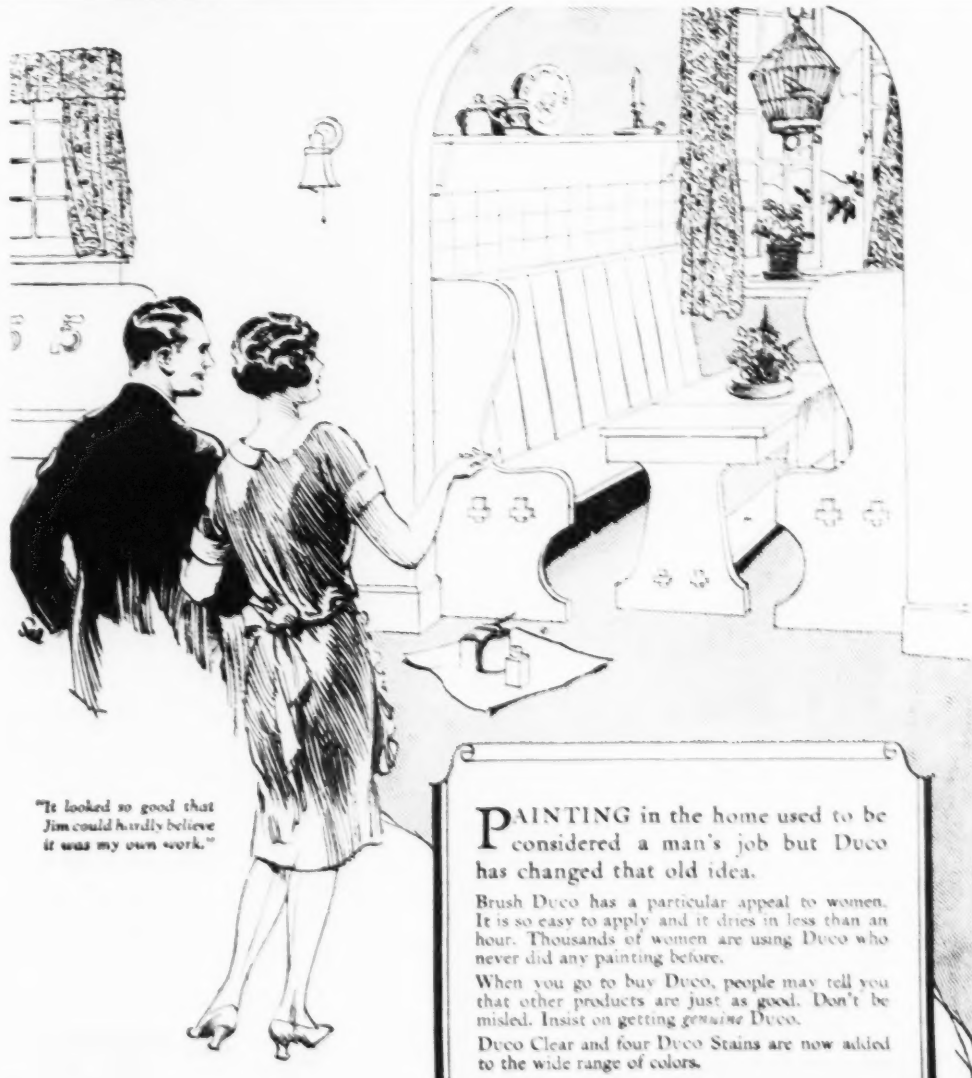 "It looked so good that
Jim could hardly believe
it was my own work."
PAINTING in the home used to be
considered a man's job but Duco
has changed that old idea.
Brush Duco has a particular appeal to women.
It is so easy to apply and it dries in less than an
hour. Thousands of women are using Duco who
never did any painting before.
When you go to buy Duco, people may tell you
that other products are just as good. Don't be
misled. Insist on getting genuine Duco.
Duco Clear and four Duco Stains are now added
to the wide range of colors.